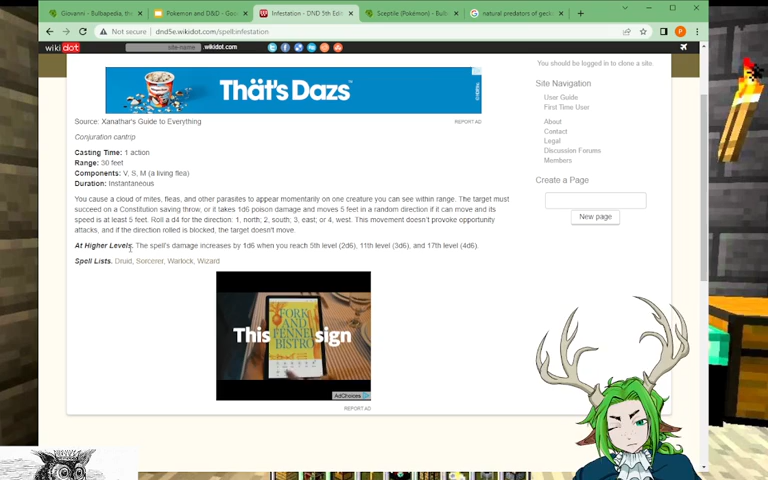 Giovanni - Bulbapedia, the
Pokemon and D&D - Goo
Infestation - DND 5th Edi
Sceptile (Pokémon) - Bulb
natural predators of geck
Not secure
dnd5e.wikidot.com/spell:infestation
wikidot
site-name
.wikidot.com
Thät's Dazs
REPORT AD
Source: Xanathar's Guide to Everything
Conjuration cantrip
Casting Time: 1 action
Range: 30 feet
Components: V, S, M (a living flea)
Duration: Instantaneous
You cause a cloud of mites, fleas, and other parasites to appear momentarily on one creature you can see within range. The target must
succeed on a Constitution saving throw, or it takes 1d6 poison damage and moves 5 feet in a random direction if it can move and its
speed is at least 5 feet. Roll a d4 for the direction: 1, north; 2, south; 3, east; or 4, west. This movement doesn't provoke opportunity
attacks, and if the direction rolled is blocked, the target doesn't move.
At Higher Levels. The spell's damage increases by 1d6 when you reach 5th level (2d6), 11th level (3d6), and 17th level (4d6).
Spell Lists. Druid, Sorcerer, Warlock, Wizard
This
FORK
AND
FENNEL
BISTRO
sign
AdChoices
REPORT AD
You should be logged in to clone a site.
Site Navigation
User Guide
First Time User
About
Contact
Legal
Discussion Forums
Members
Create a Page
New page